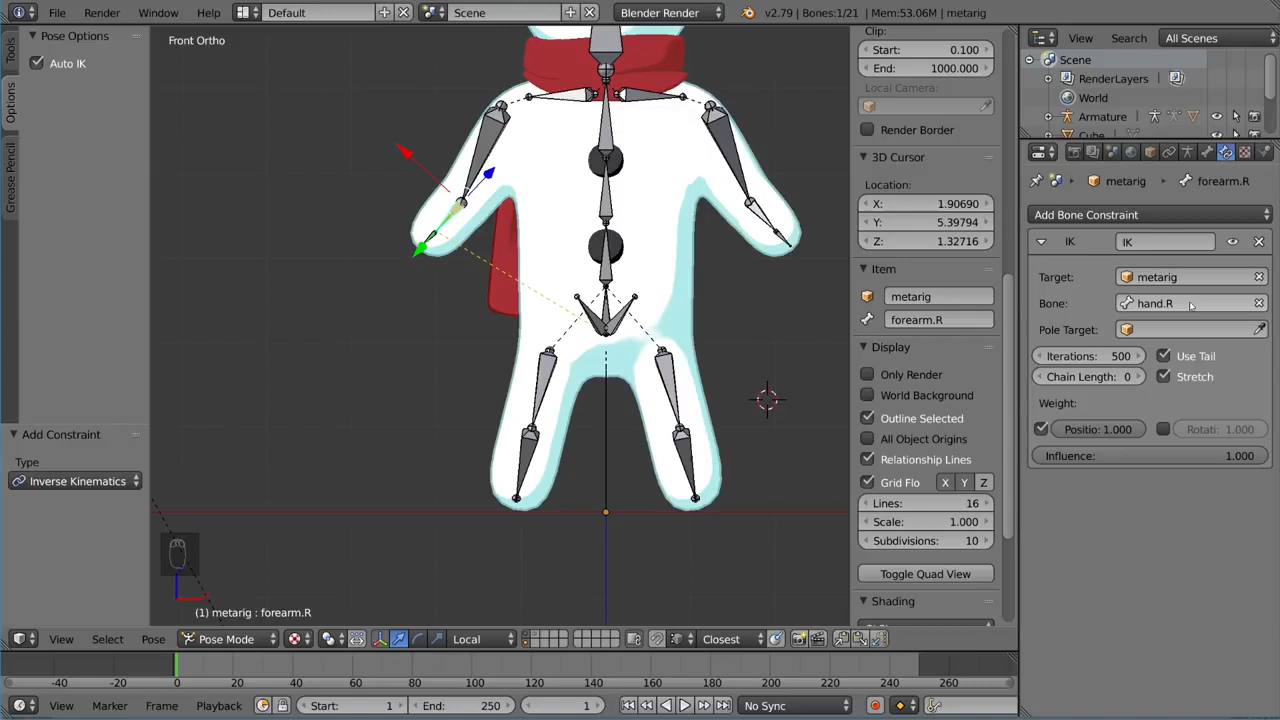 File Render Window Help Default Scene Blender Render v2.79 | Bones:1/21 | Mem:53.06M | metarig
Pose Options
Auto IK
Tools
Options
Grease Pencil
Add Constraint
Type
Inverse Kinematics
Front Ortho
(1) metarig : forearm.R
View Select Pose Pose Mode Local Closest
Clip:
Start: 0.100
End: 1000.000
Local Camera:
Render Border
3D Cursor
Location:
X: 1.90690
Y: 5.39794
Z: 1.32716
Item
metarig
forearm.R
Display
Only Render
World Background
Outline Selected
All Object Origins
Relationship Lines
Grid Flo X Y Z
Lines: 16
Scale: 1.000
Subdivisions: 10
Toggle Quad View
Shading
View Search All Scenes
Scene
RenderLayers
World
Armature
Cube
metarig forearm.R
Add Bone Constraint
IK IK
Target: metarig
Bone: hand.R
Pole Target:
Iterations: 500 Use Tail
Chain Length: 0 Stretch
Weight:
Positio: 1.000 Rotati: 1.000
Influence: 1.000
-40 -20 0 20 40 60 80 100 120 140 160 180 200 220 240 260 280
View Marker Frame Playback Start: 1 End: 250 1 No Sync